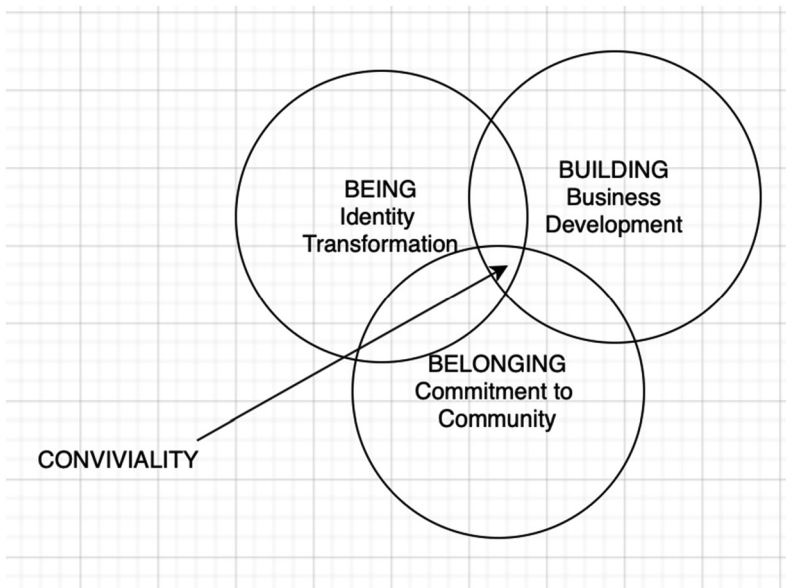 BEING
Identity
Transformation
BUILDING
Business
Development
BELONGING
Commitment to
Community
CONVIVIALITY